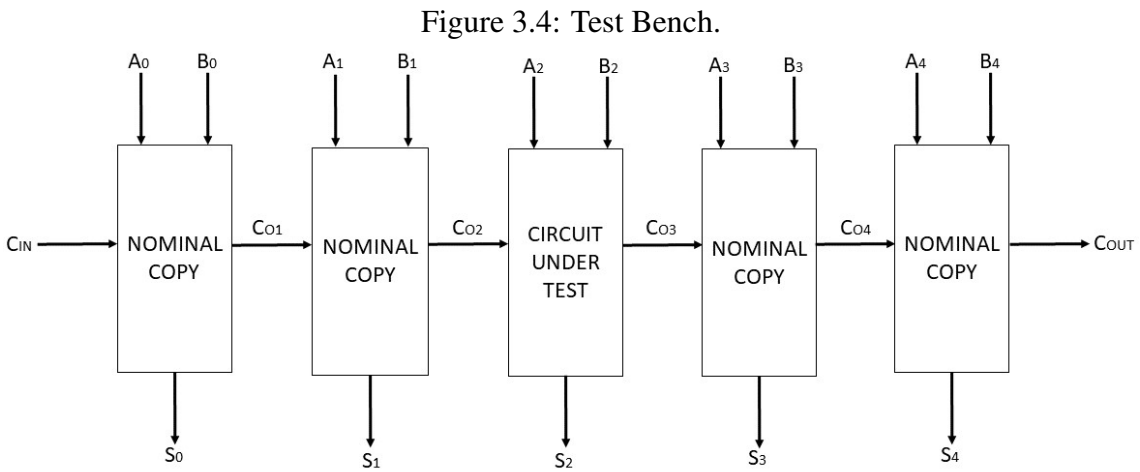 Figure 3.4: Test Bench.
A0 B0 A1 B1 A2 B2 A3 B3 A4 B4
CIN
NOMINAL
COPY
CO1
NOMINAL
COPY
CO2
CIRCUIT
UNDER
TEST
CO3
NOMINAL
COPY
CO4
NOMINAL
COPY
COUT
S0 S1 S2 S3 S4